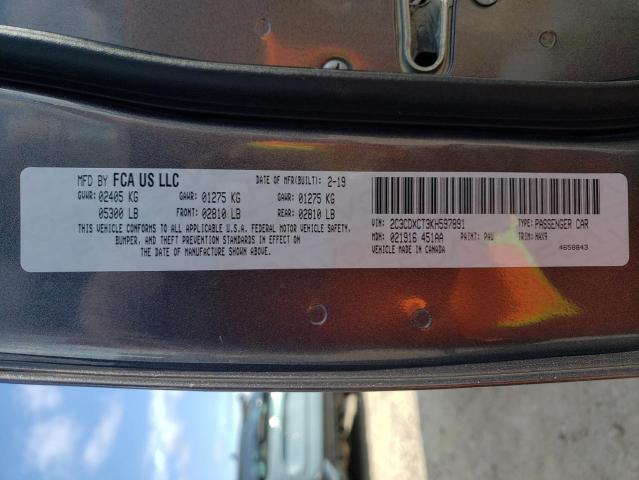 MFD BY FCA US LLC DATE OF MFR(BUILT): 2-19
GVWR: 02405 KG GAWR: 01275 KG GAWR: 01275 KG
05300 LB FRONT: 02810 LB REAR: 02810 LB
THIS VEHICLE CONFORMS TO ALL APPLICABLE U.S.A. FEDERAL MOTOR VEHICLE SAFETY,
BUMPER, AND THEFT PREVENTION STANDARDS IN EFFECT ON
THE DATE OF MANUFACTURE SHOWN ABOVE.
VIN: 2C3CDXCT3KH597891 TYPE: PASSENGER CAR
MDH: 021916 451AA PAINT: PAU TRIM: HAX9
VEHICLE MADE IN CANADA 4658843